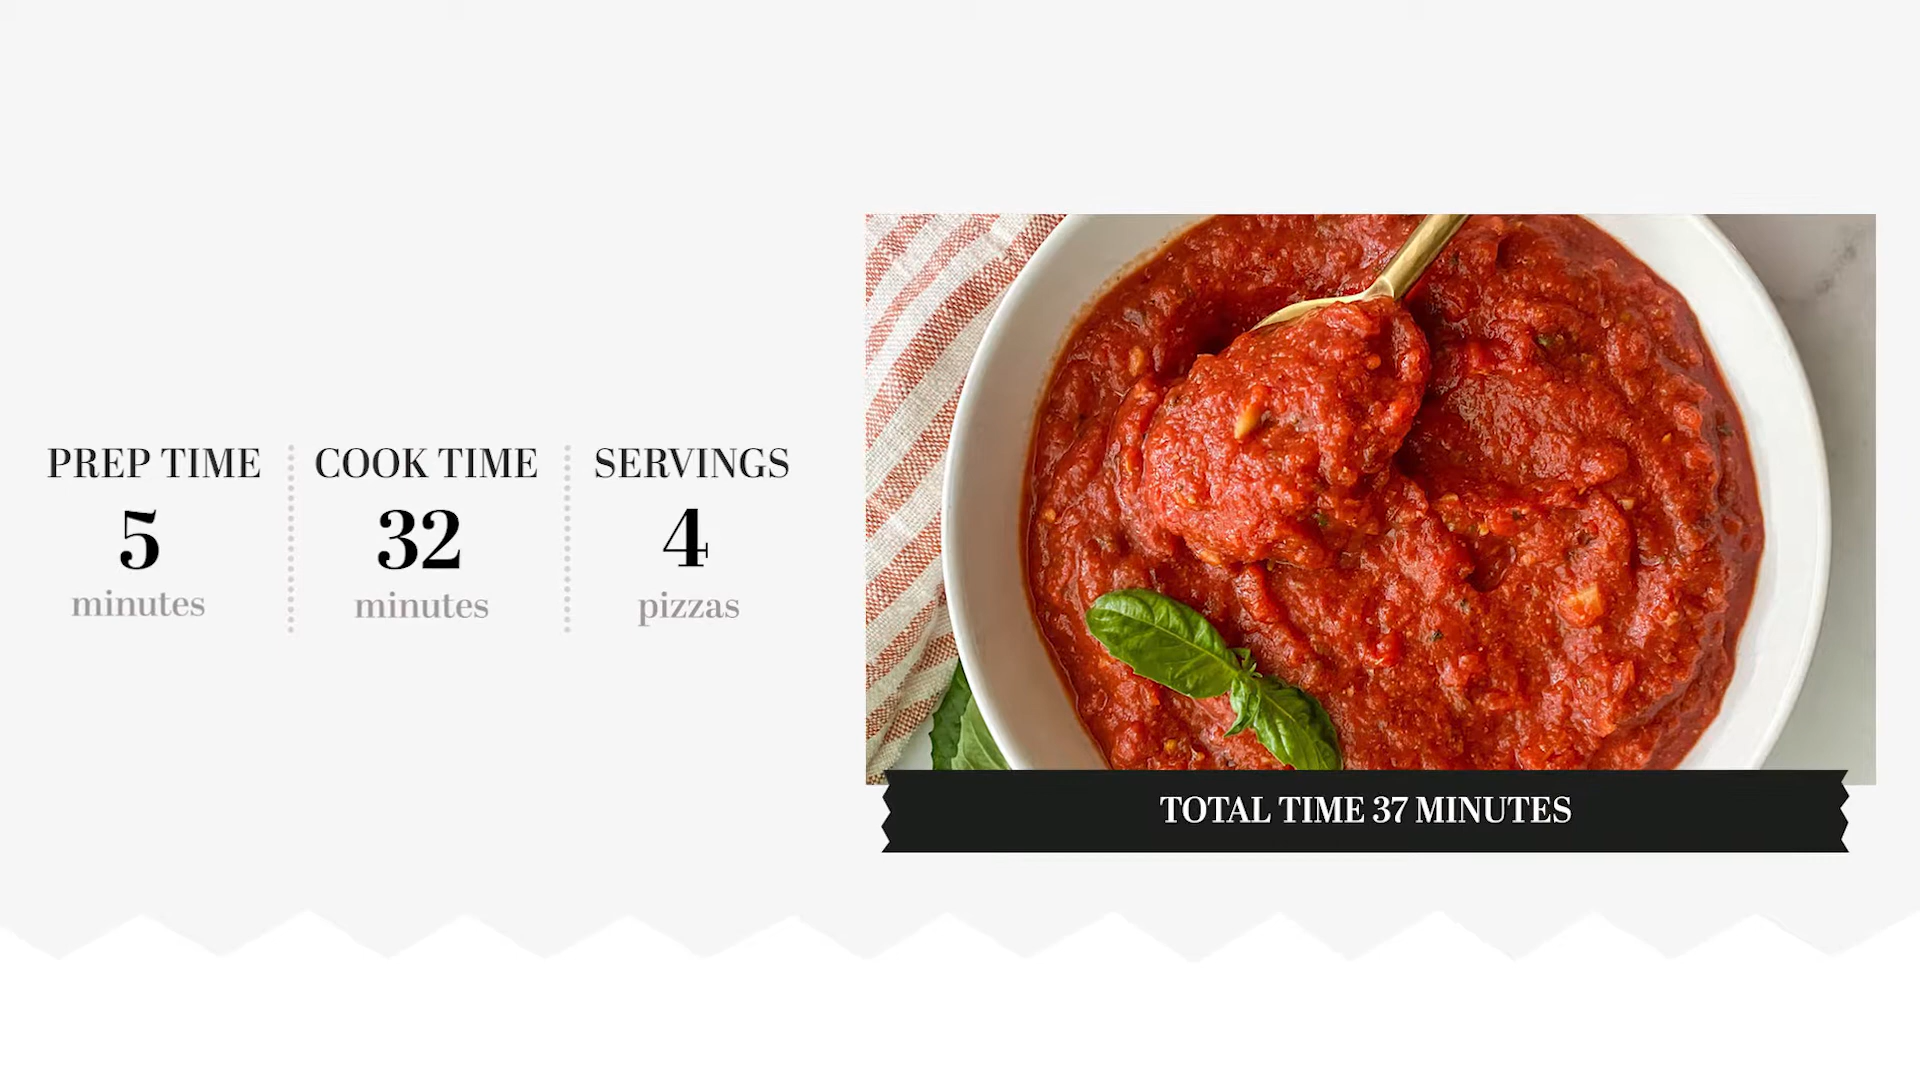 PREP TIME
5
minutes
COOK TIME
32
minutes
SERVINGS
4
pizzas
TOTAL TIME 37 MINUTES